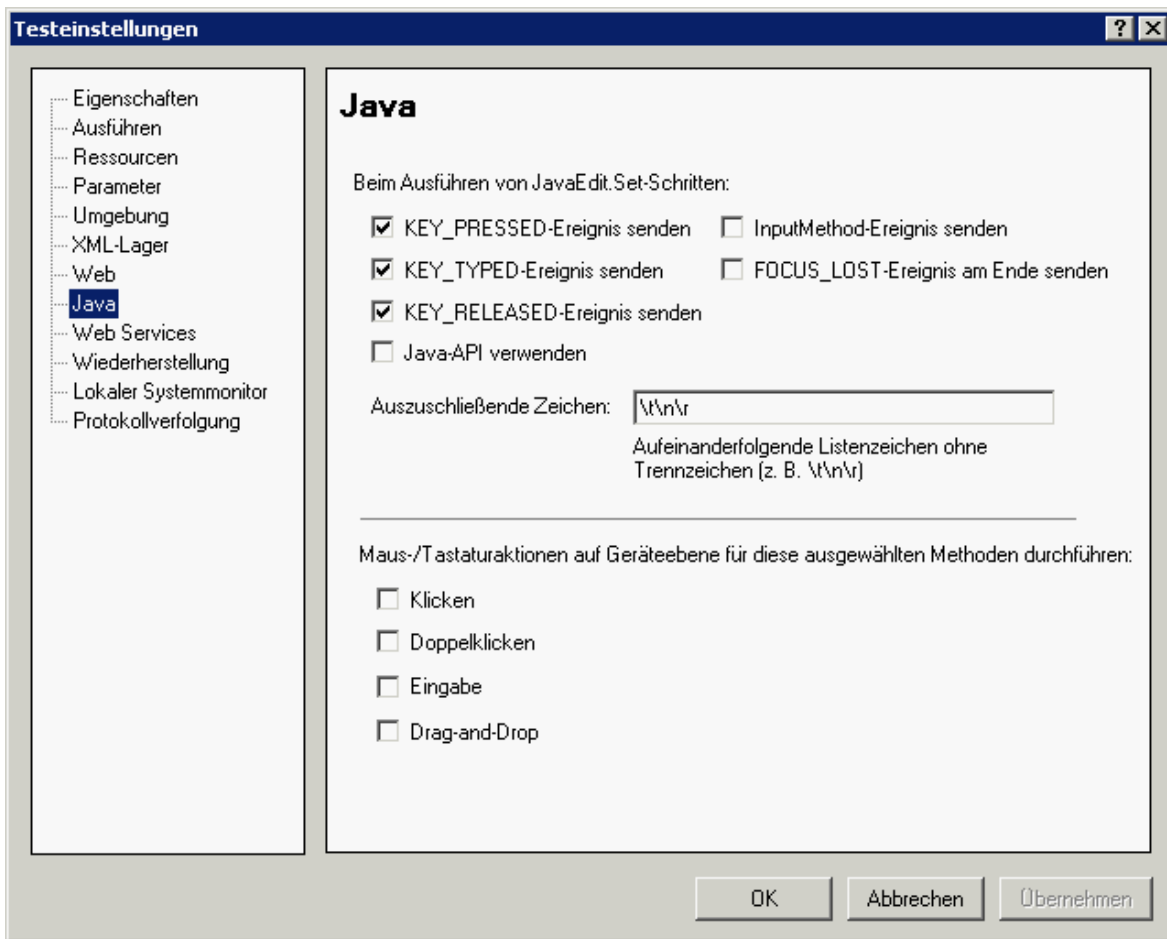 Testeinstellungen
Eigenschaften
Ausführen
Ressourcen
Parameter
Umgebung
XML-Lager
Web
Java
Web Services
Wiederherstellung
Lokaler Systemmonitor
Protokollverfolgung
Java
Beim Ausführen von JavaEdit.Set-Schritten:
KEY_PRESSED-Ereignis senden
InputMethod-Ereignis senden
KEY_TYPED-Ereignis senden
FOCUS_LOST-Ereignis am Ende senden
KEY_RELEASED-Ereignis senden
Java-API verwenden
Auszuschließende Zeichen: \t\n\r
Aufeinanderfolgende Listenzeichen ohne
Trennzeichen (z. B. \t\n\r)
Maus-/Tastaturaktionen auf Geräteebene für diese ausgewählten Methoden durchführen:
Klicken
Doppelklicken
Eingabe
Drag-and-Drop
OK
Abbrechen
Übernehmen